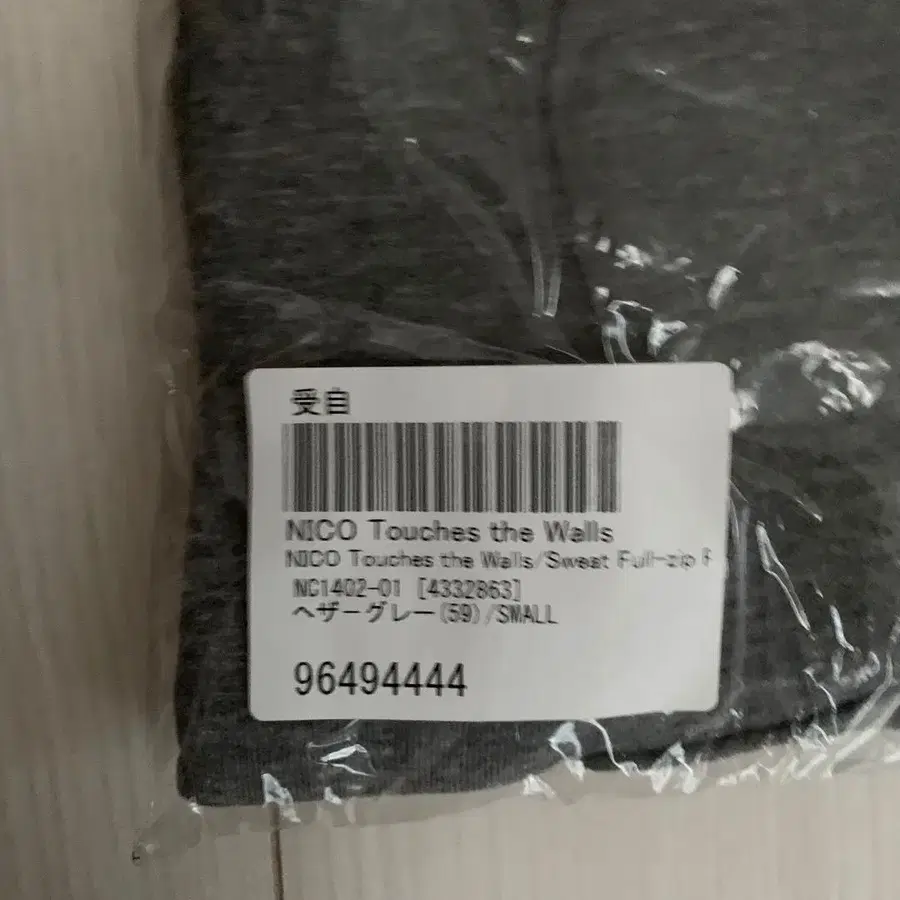 受自
NICO Touches the Walls
NICO Touches the Walls/Sweat Full-zip P
NC1402-01 [4332863]
ヘザーグレー(59)/SMALL
96494444